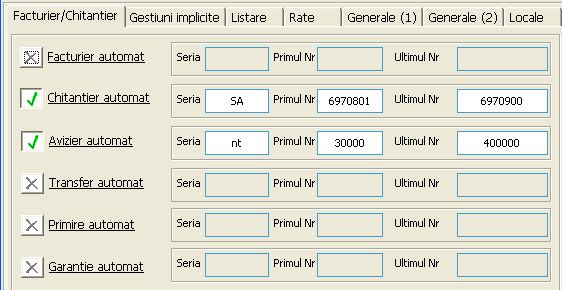 Facturier/Chitantier Gestiuni implicite Listare Rate Generale (1) Generale (2) Locale
Facturier automat Seria Primul Nr Ultimul Nr
Chitantier automat Seria SA Primul Nr 6970801 Ultimul Nr 6970900
Avizier automat Seria nt Primul Nr 30000 Ultimul Nr 400000
Transfer automat Seria Primul Nr Ultimul Nr
Primire automat Seria Primul Nr Ultimul Nr
Garantie automat Seria Primul Nr Ultimul Nr